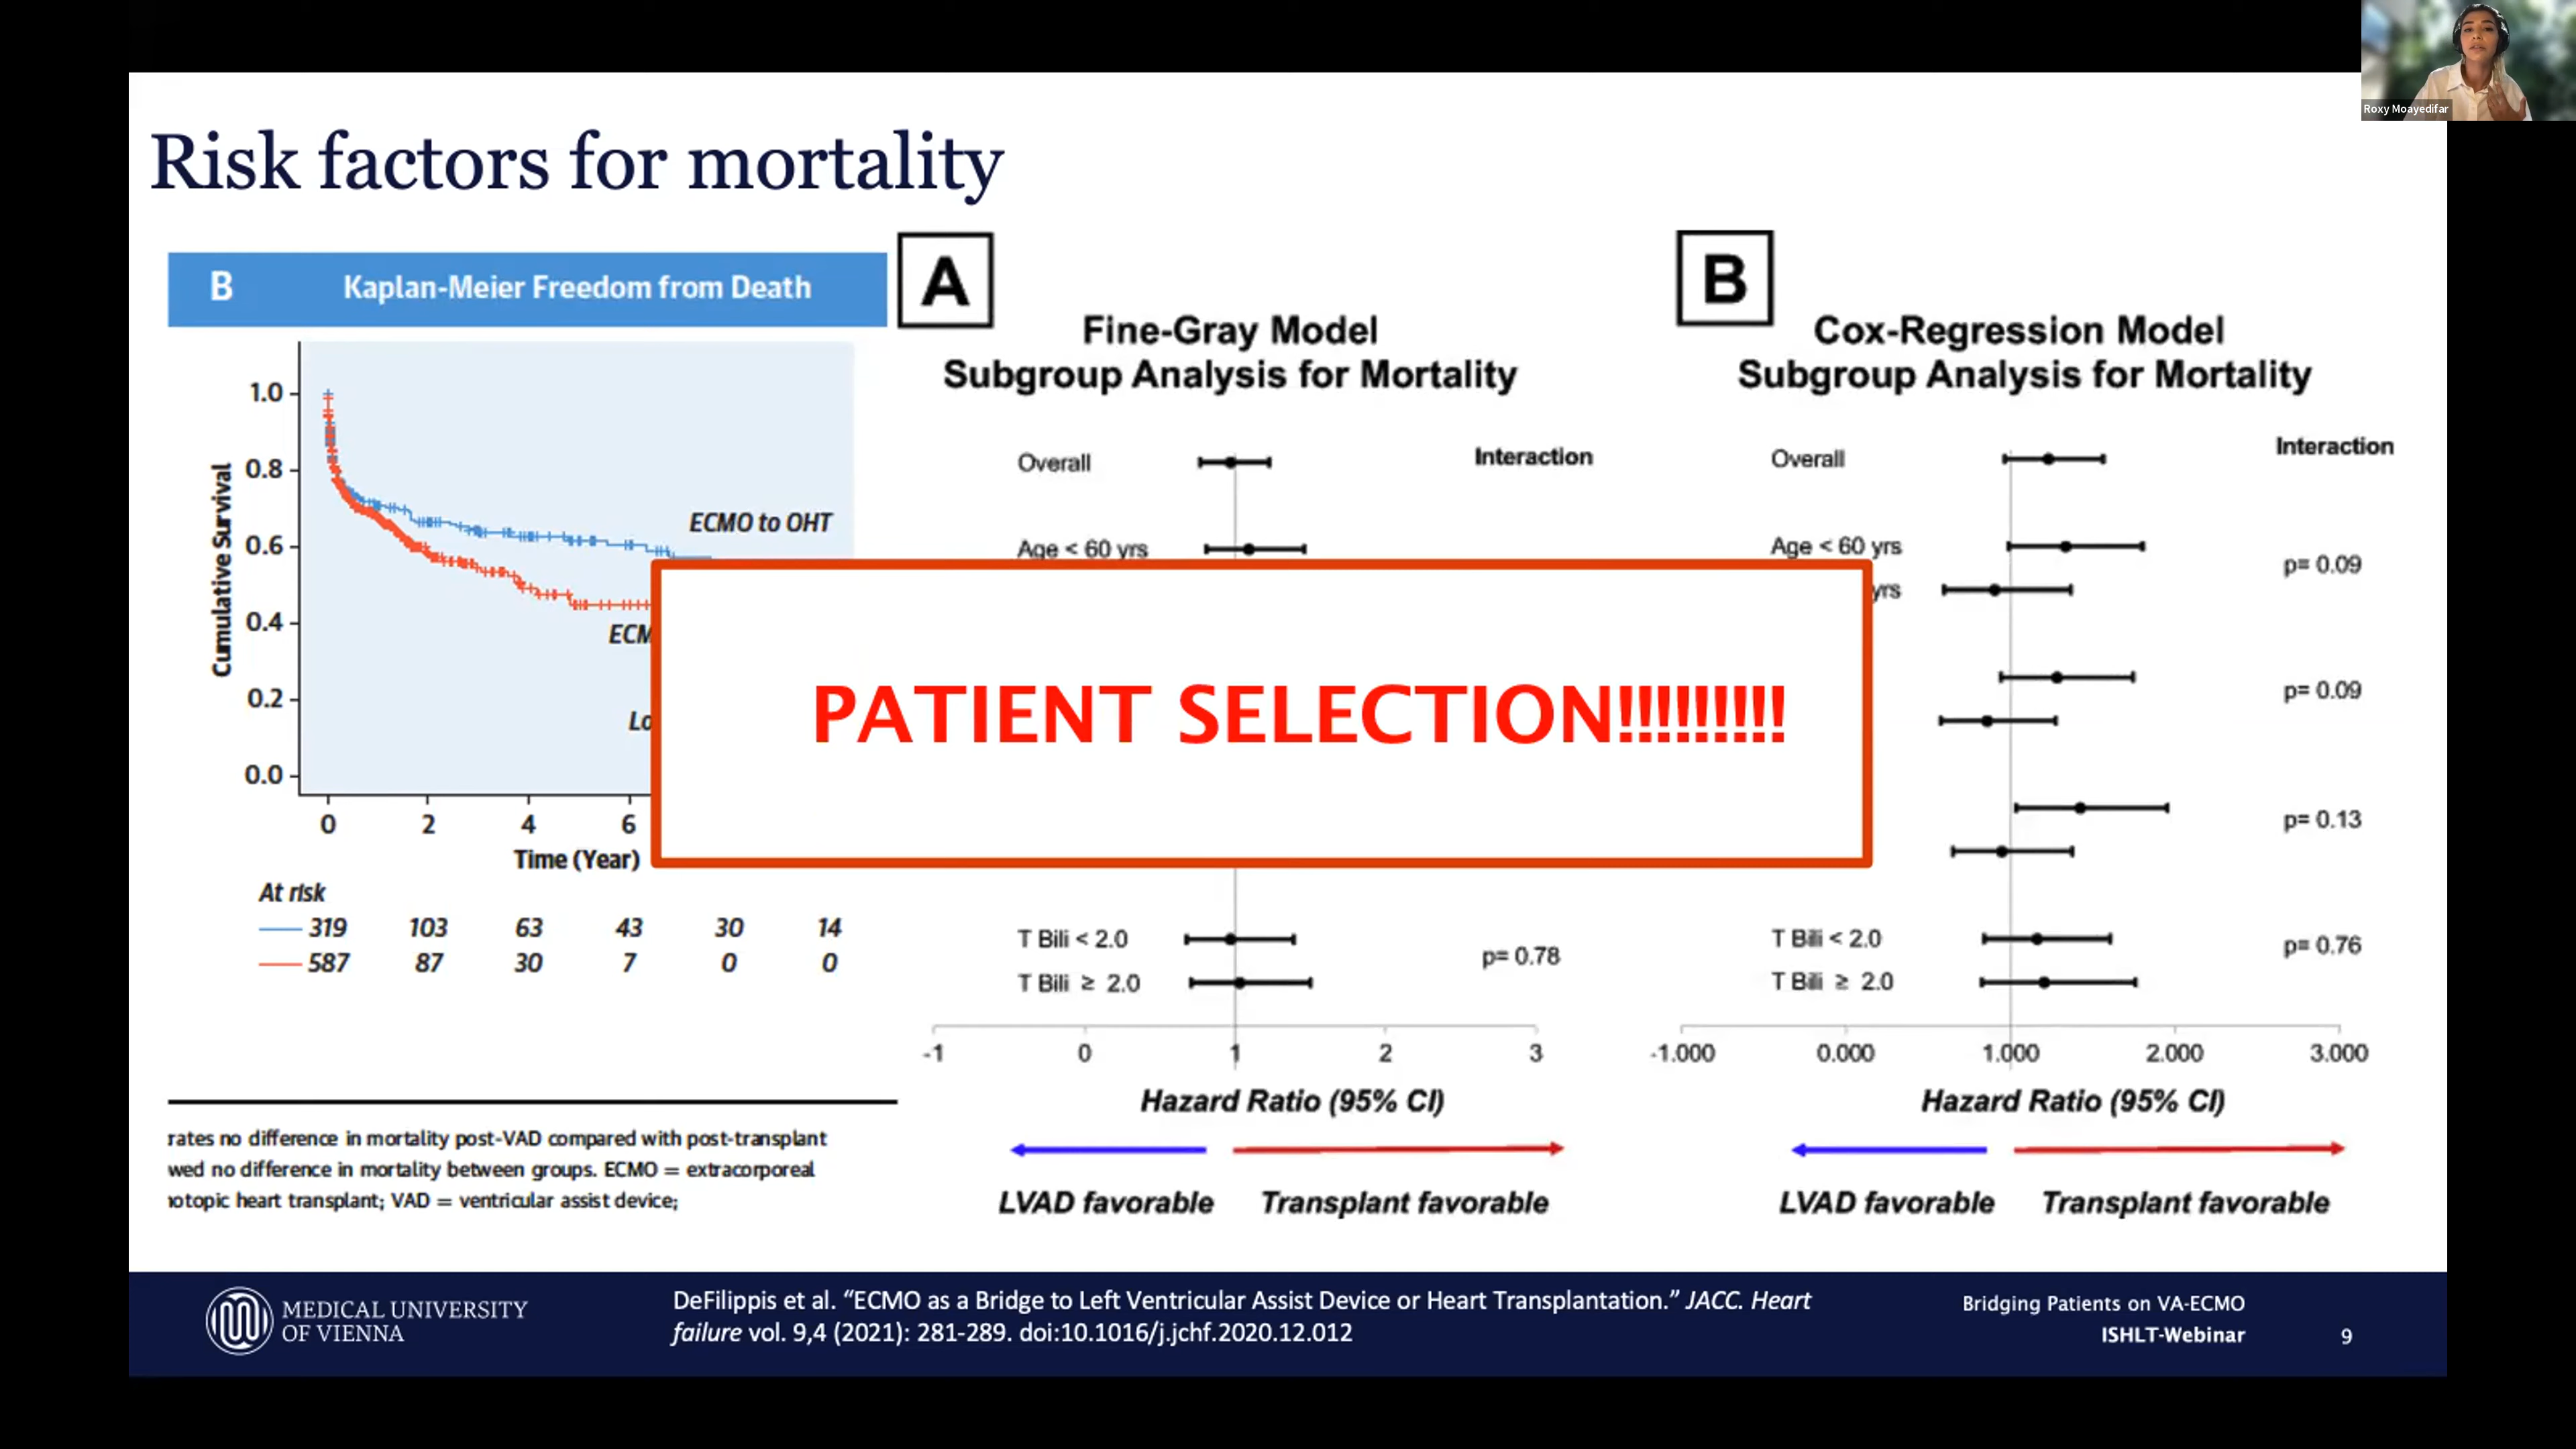 Roxy Moayedifar
Risk factors for mortality
B Kaplan-Meier Freedom from Death
Cumulative Survival
1.0
0.8
0.6
0.4
0.2
0.0
ECMO to OHT
0 2 4 6
Time (Year)
At risk
319 103 63 43 30 14
587 87 30 7 0 0
rates no difference in mortality post-VAD compared with post-transplant
wed no difference in mortality between groups. ECMO = extracorporeal
otopic heart transplant; VAD = ventricular assist device;
A
Fine-Gray Model
Subgroup Analysis for Mortality
Interaction
Overall
Age < 60 yrs
T Bili < 2.0
p= 0.78
T Bili ≥ 2.0
-1 0 1 2 3
Hazard Ratio (95% CI)
LVAD favorable Transplant favorable
B
Cox-Regression Model
Subgroup Analysis for Mortality
Interaction
Overall
Age < 60 yrs
p= 0.09
yrs
p= 0.09
p= 0.13
T Bili < 2.0
p= 0.76
T Bili ≥ 2.0
-1.000 0.000 1.000 2.000 3.000
Hazard Ratio (95% CI)
LVAD favorable Transplant favorable
PATIENT SELECTION!!!!!!!!!!
MEDICAL UNIVERSITY
OF VIENNA
DeFilippis et al. “ECMO as a Bridge to Left Ventricular Assist Device or Heart Transplantation.” JACC. Heart
failure vol. 9,4 (2021): 281-289. doi:10.1016/j.jchf.2020.12.012
Bridging Patients on VA-ECMO
ISHLT-Webinar
9